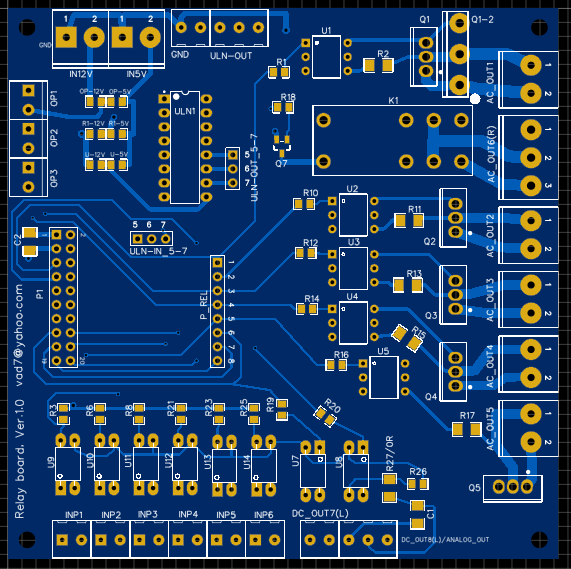 1 2 1 2
GND
IN12V IN5V
GND ULN-OUT
U1
Q1
Q1-2
R1
R2
AC_OUT1
1
2
OP1
OP2
OP3
OP-12V OP-5V
R1-12V R1-5V
U-12V U-5V
ULN1
ULN-OUT_5-7
5
6
7
R18
Q7
K1
AC_OUT6(R)
1
2
3
R10
U2
R11
Q2
AC_OUT2
1
2
5 6 7
ULN-IN_5-7
C2
P1
2
20
P_REL
1
2
3
4
5
6
7
8
R12
U3
R13
Q3
AC_OUT3
1
2
R14
U4
R15
Q4
AC_OUT4
1
2
R16
U5
R17
AC_OUT5
1
2
Q5
Relay board. Ver.1.0 vad7@yahoo.com
R3 R6 R8 R21 R23 R25 R19 R20
U9 U10 U11 U12 U13 U14 U7 U8
R27/0R
R26
C1
INP1 INP2 INP3 INP4 INP5 INP6
DC_OUT7(L)
DC_OUT8(L)/ANALOG_OUT